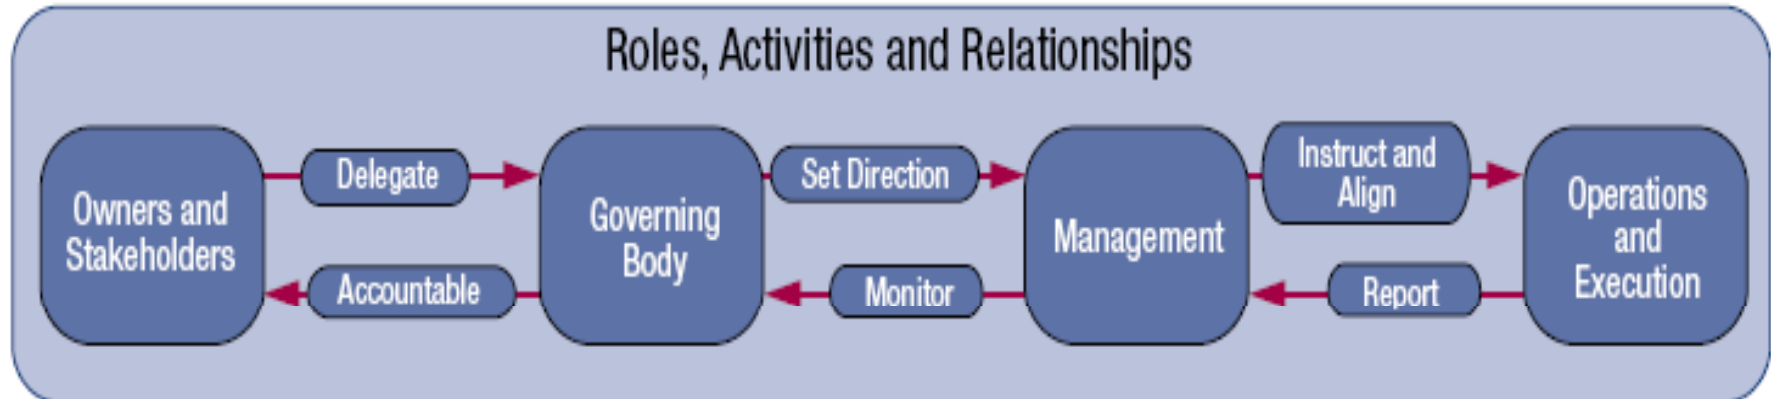 Roles, Activities and Relationships
Owners and
Stakeholders
Delegate
Accountable
Governing
Body
Set Direction
Monitor
Management
Instruct and
Align
Report
Operations
and
Execution